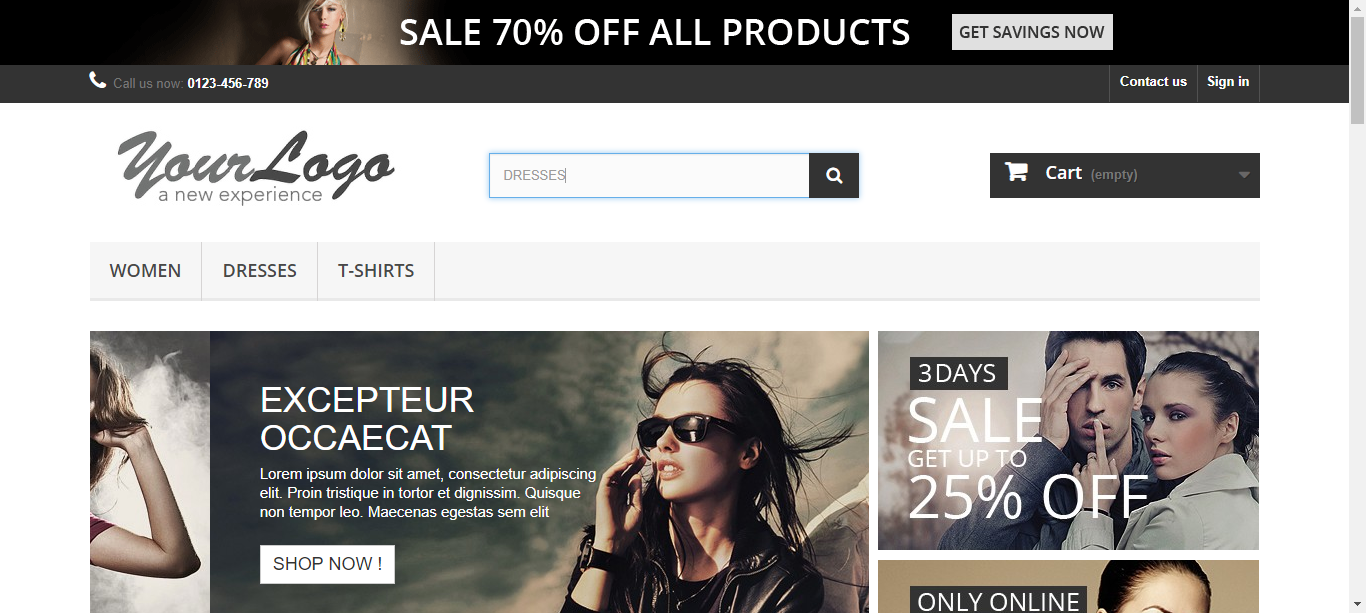 SALE 70% OFF ALL PRODUCTS
GET SAVINGS NOW
Call us now: 0123-456-789
Contact us
Sign in
YourLogo
a new experience
DRESSES
Cart (empty)
WOMEN
DRESSES
T-SHIRTS
EXCEPTEUR
OCCAECAT
Lorem ipsum dolor sit amet, consectetur adipiscing
elit. Proin tristique in tortor et dignissim. Quisque
non tempor leo. Maecenas egestas sem elit
SHOP NOW !
3 DAYS
SALE
GET UP TO
25% OFF
ONLY ONLINE